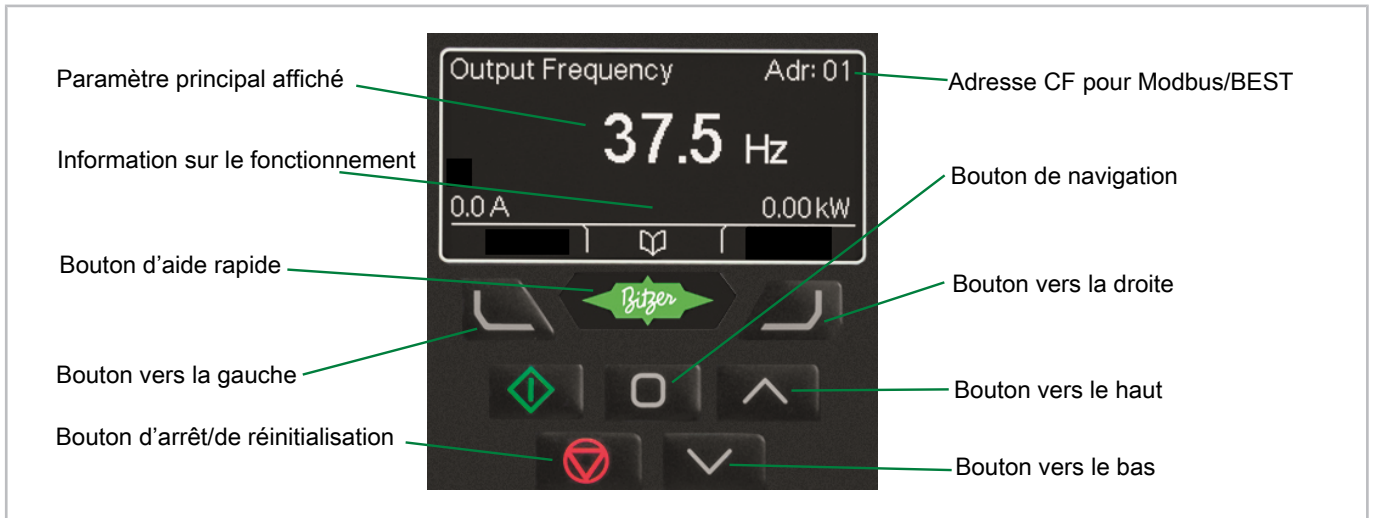 Paramètre principal affiché
Information sur le fonctionnement
Bouton d'aide rapide
Bouton vers la gauche
Bouton d'arrêt/de réinitialisation
Output Frequency Adr: 01
37.5 Hz
0.0 A 0.00 kW
Bitzer
Adresse CF pour Modbus/BEST
Bouton de navigation
Bouton vers la droite
Bouton vers le haut
Bouton vers le bas